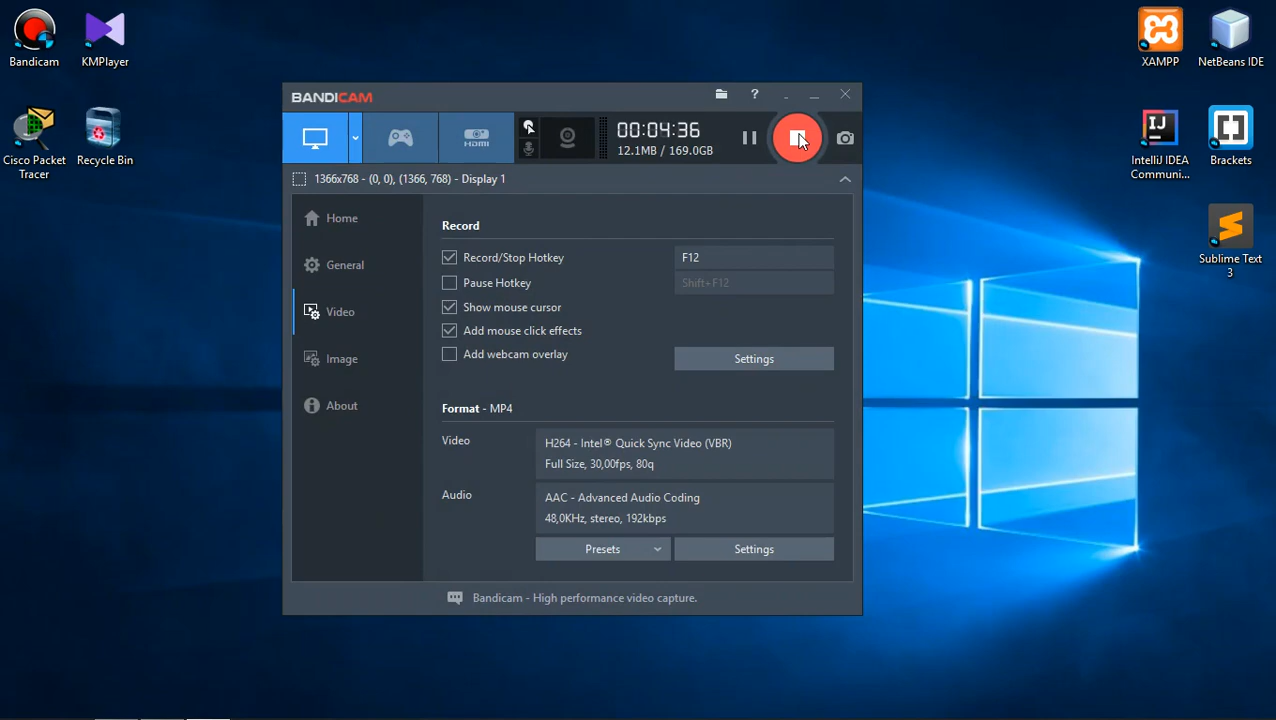 Bandicam
KMPlayer
Cisco Packet
Tracer
Recycle Bin
BANDICAM
?
HDMI
00:04:36
12.1MB / 169.0GB
1366x768 - (0, 0), (1366, 768) - Display 1
Home
General
Video
Image
About
Record
Record/Stop Hotkey
F12
Pause Hotkey
Shift+F12
Show mouse cursor
Add mouse click effects
Add webcam overlay
Settings
Format - MP4
Video
H264 - Intel® Quick Sync Video (VBR)
Full Size, 30,00fps, 80q
Audio
AAC - Advanced Audio Coding
48,0KHz, stereo, 192kbps
Presets
Settings
Bandicam - High performance video capture.
XAMPP
NetBeans IDE
IJ
IntelliJ IDEA
Communi...
Brackets
Sublime Text
3